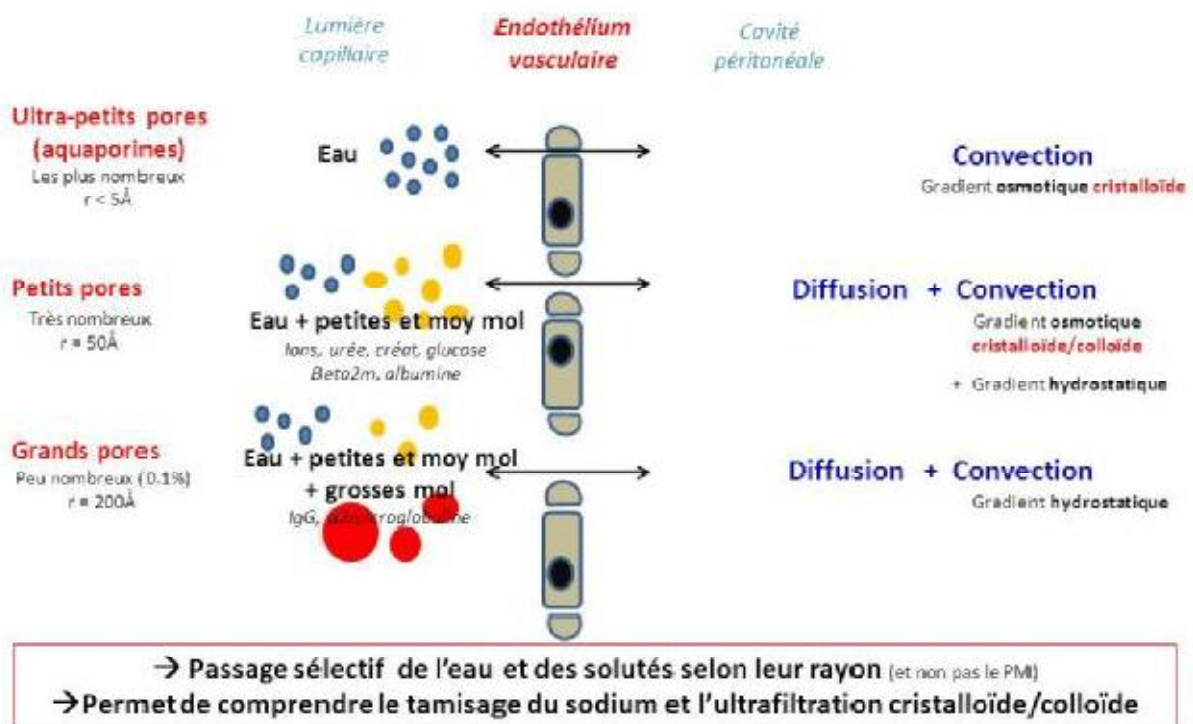 Lumière
capillaire
Endothélium
vasculaire
Cavité
péritonéale
Ultra-petits pores
(aquaporines)
Les plus nombreux
r < 5Å
Eau
Convection
Gradient osmotique cristalloïde
Petits pores
Très nombreux
r = 50Å
Eau + petites et moy mol
Ions, urée, créat, glucose
Beta2m, albumine
Diffusion + Convection
Gradient osmotique
cristalloïde/colloïde
+ Gradient hydrostatique
Grands pores
Peu nombreux (0.1%)
r = 200Å
Eau + petites et moy mol
+ grosses mol
IgG,
Diffusion + Convection
Gradient hydrostatique
→ Passage sélectif de l'eau et des solutés selon leur rayon (et non pas le PM)
→Permet de comprendre le tamisage du sodium et l'ultrafiltration cristalloïde/colloïde